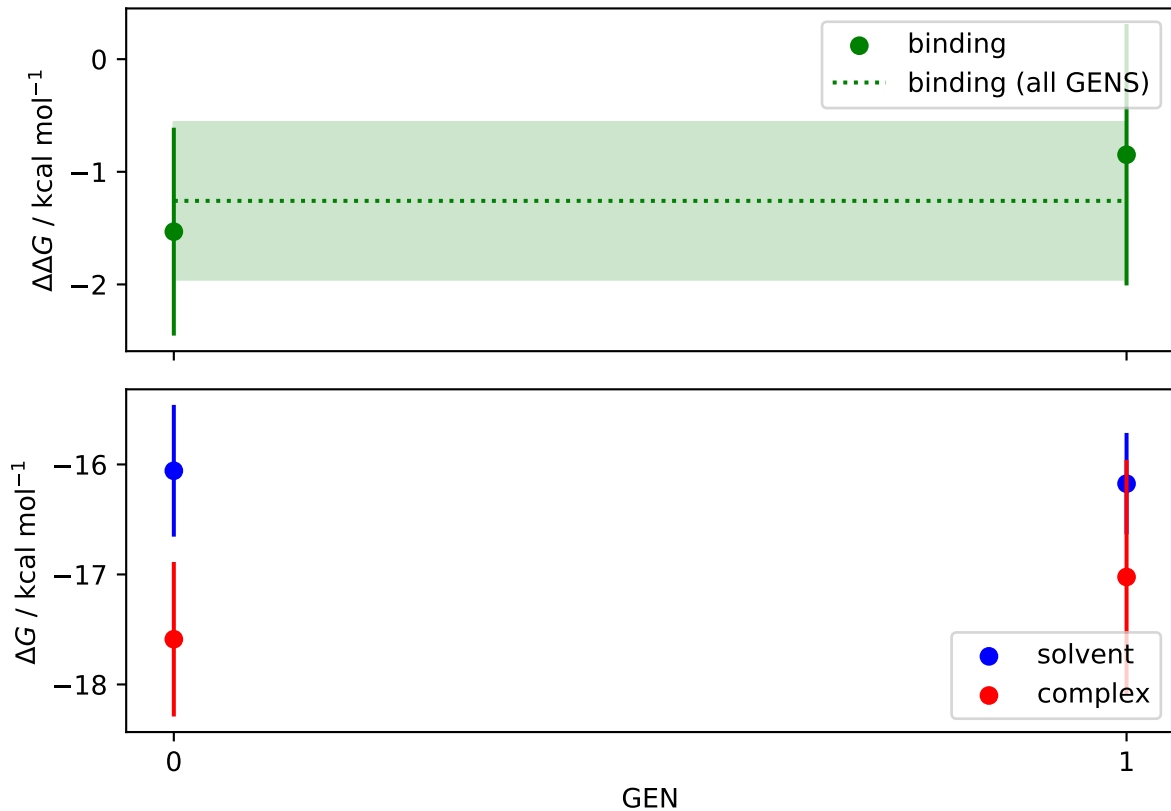 0
−1
−2
ΔΔG / kcal mol⁻¹
binding
binding (all GENS)
−16
−17
−18
ΔG / kcal mol⁻¹
solvent
complex
0
1
GEN